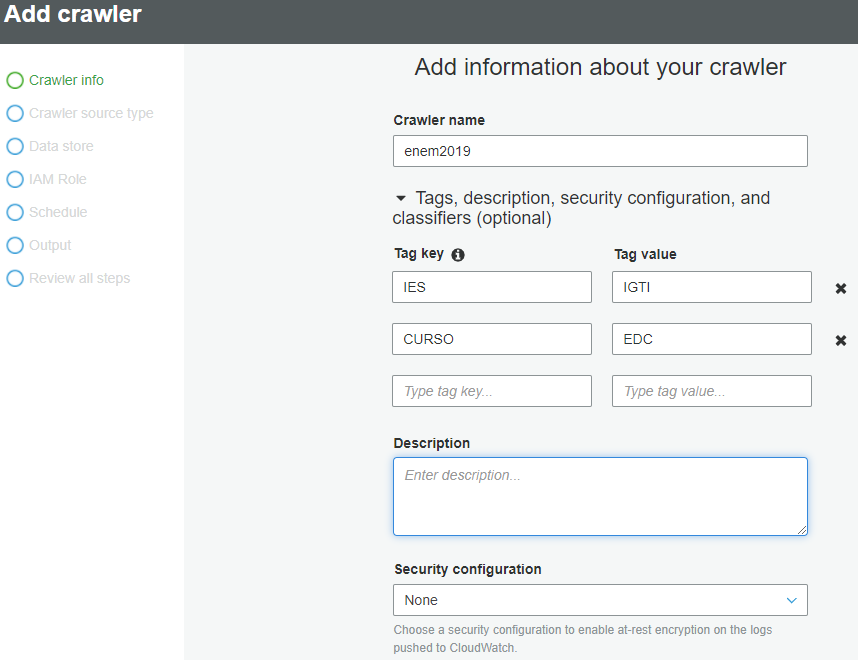 Add crawler
Crawler info
Crawler source type
Data store
IAM Role
Schedule
Output
Review all steps
Add information about your crawler
Crawler name
enem2019
Tags, description, security configuration, and
classifiers (optional)
Tag key Tag value
IES IGTI
CURSO EDC
Type tag key... Type tag value...
Description
Enter description...
Security configuration
None
Choose a security configuration to enable at-rest encryption on the logs
pushed to CloudWatch.